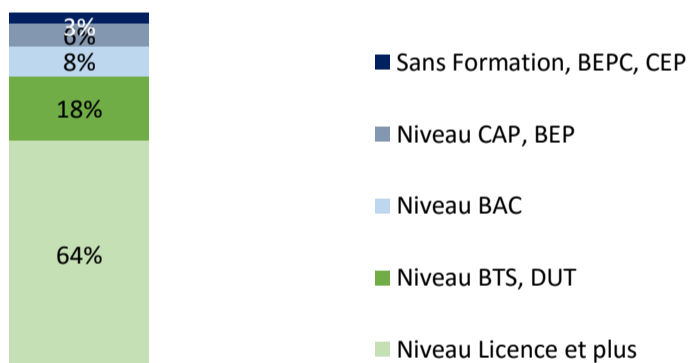 3%
6%
8%
18%
64%
Sans Formation, BEPC, CEP
Niveau CAP, BEP
Niveau BAC
Niveau BTS, DUT
Niveau Licence et plus